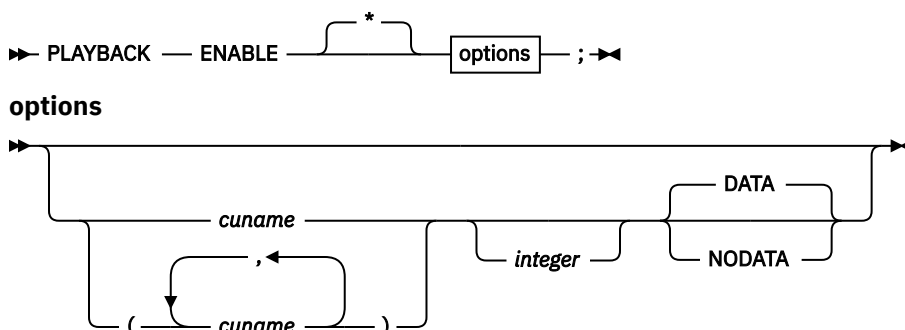 *
PLAYBACK ENABLE options ;
options
DATA
cuname
integer NODATA
,
( cuname )